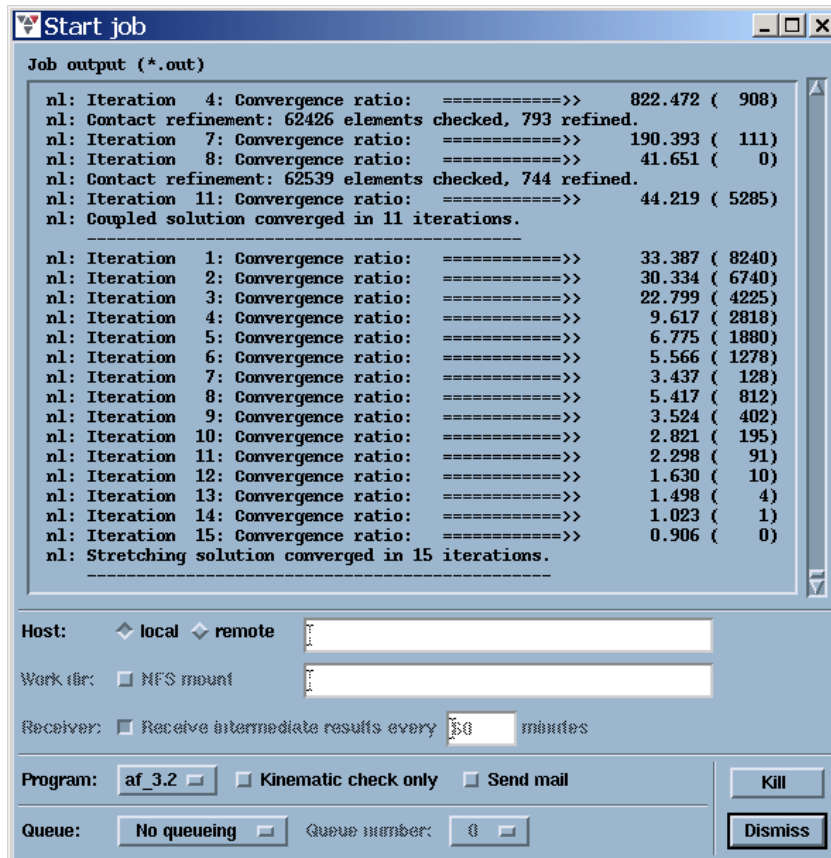 Start job
Job output (*.out)
nl: Iteration 4: Convergence ratio: ============>> 822.472 ( 908)
nl: Contact refinement: 62426 elements checked, 793 refined.
nl: Iteration 7: Convergence ratio: ============>> 190.393 ( 111)
nl: Iteration 8: Convergence ratio: ============>> 41.651 ( 0)
nl: Contact refinement: 62539 elements checked, 744 refined.
nl: Iteration 11: Convergence ratio: ============>> 44.219 ( 5285)
nl: Coupled solution converged in 11 iterations.
-----------------------------------------------
nl: Iteration 1: Convergence ratio: ============>> 33.387 ( 8240)
nl: Iteration 2: Convergence ratio: ============>> 30.334 ( 6740)
nl: Iteration 3: Convergence ratio: ============>> 22.799 ( 4225)
nl: Iteration 4: Convergence ratio: ============>> 9.617 ( 2818)
nl: Iteration 5: Convergence ratio: ============>> 6.775 ( 1880)
nl: Iteration 6: Convergence ratio: ============>> 5.566 ( 1278)
nl: Iteration 7: Convergence ratio: ============>> 3.437 ( 128)
nl: Iteration 8: Convergence ratio: ============>> 5.417 ( 812)
nl: Iteration 9: Convergence ratio: ============>> 3.524 ( 402)
nl: Iteration 10: Convergence ratio: ============>> 2.821 ( 195)
nl: Iteration 11: Convergence ratio: ============>> 2.298 ( 91)
nl: Iteration 12: Convergence ratio: ============>> 1.630 ( 10)
nl: Iteration 13: Convergence ratio: ============>> 1.498 ( 4)
nl: Iteration 14: Convergence ratio: ============>> 1.023 ( 1)
nl: Iteration 15: Convergence ratio: ============>> 0.906 ( 0)
nl: Stretching solution converged in 15 iterations.
--------------------------------------------------
Host: local remote
Work dir: NFS mount
Receiver: Receive intermediate results every 60 minutes
Program: af_3.2 Kinematic check only Send mail Kill
Queue: No queueing Queue number: 0 Dismiss